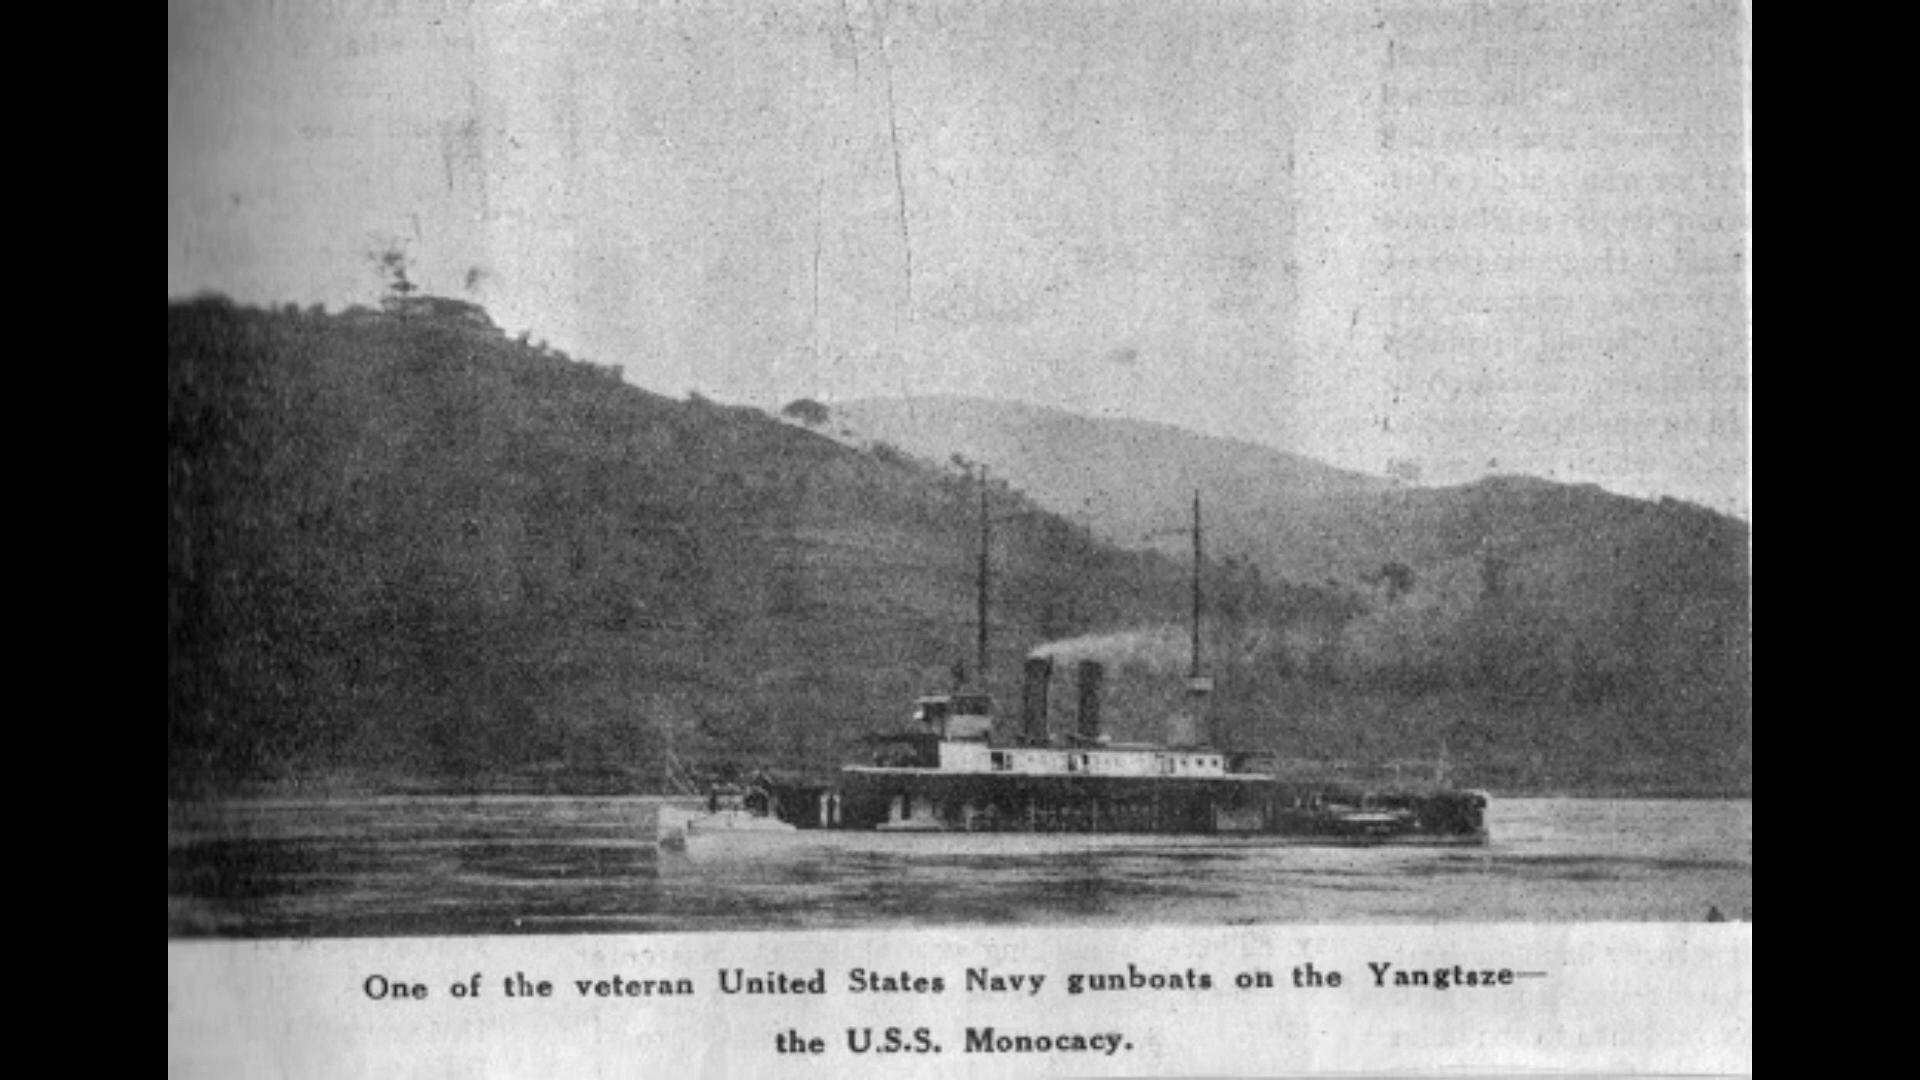 One of the veteran United States Navy gunboats on the Yangtsze—
the U.S.S. Monocacy.